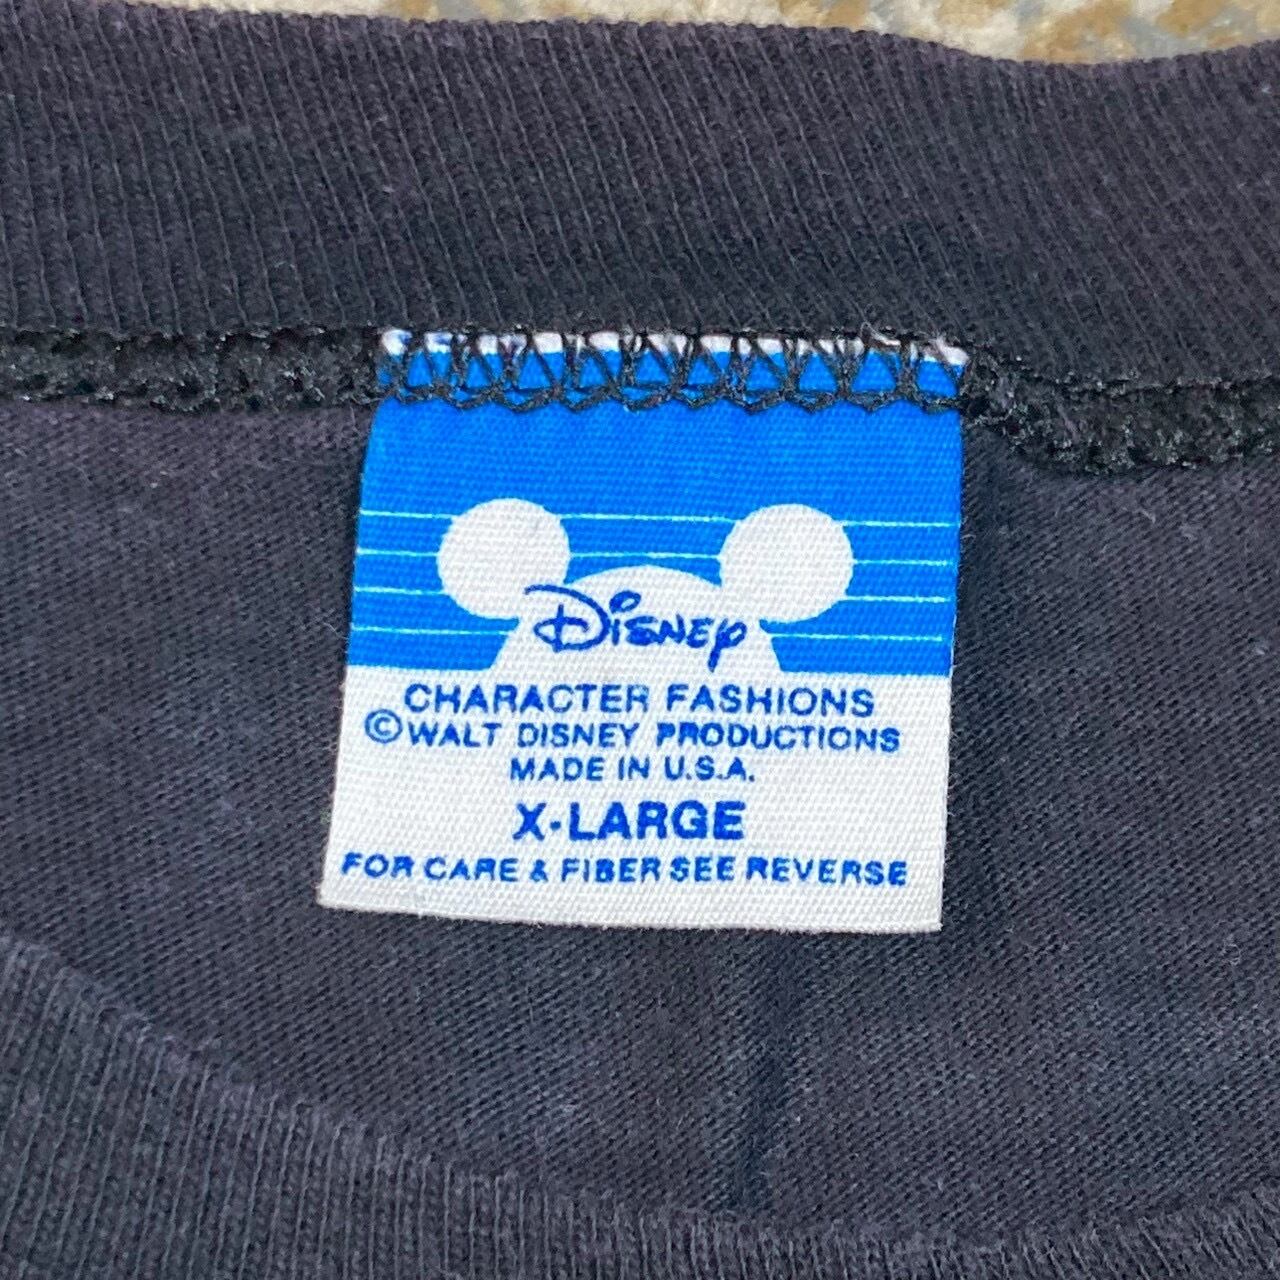 Disney
CHARACTER FASHIONS
©WALT DISNEY PRODUCTIONS
MADE IN U.S.A.
X-LARGE
FOR CARE & FIBER SEE REVERSE